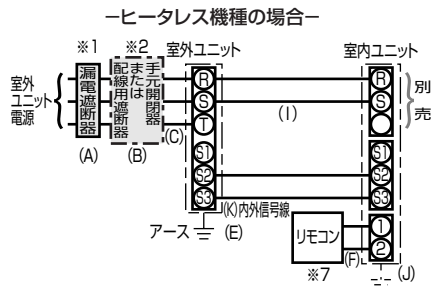 −ヒータレス機種の場合−
※1
※2
室外ユニット
室内ユニット
室外
ユニット
電源
漏電遮断器
手元開閉器
または
配線用遮断器
(A)
(B)
(C)
R
S
T
S1
S2
S3
(I)
R
S
別売
S1
S2
S3
(K)内外信号線
アース
(E)
リモコン
1
2
(F)
(J)
※7